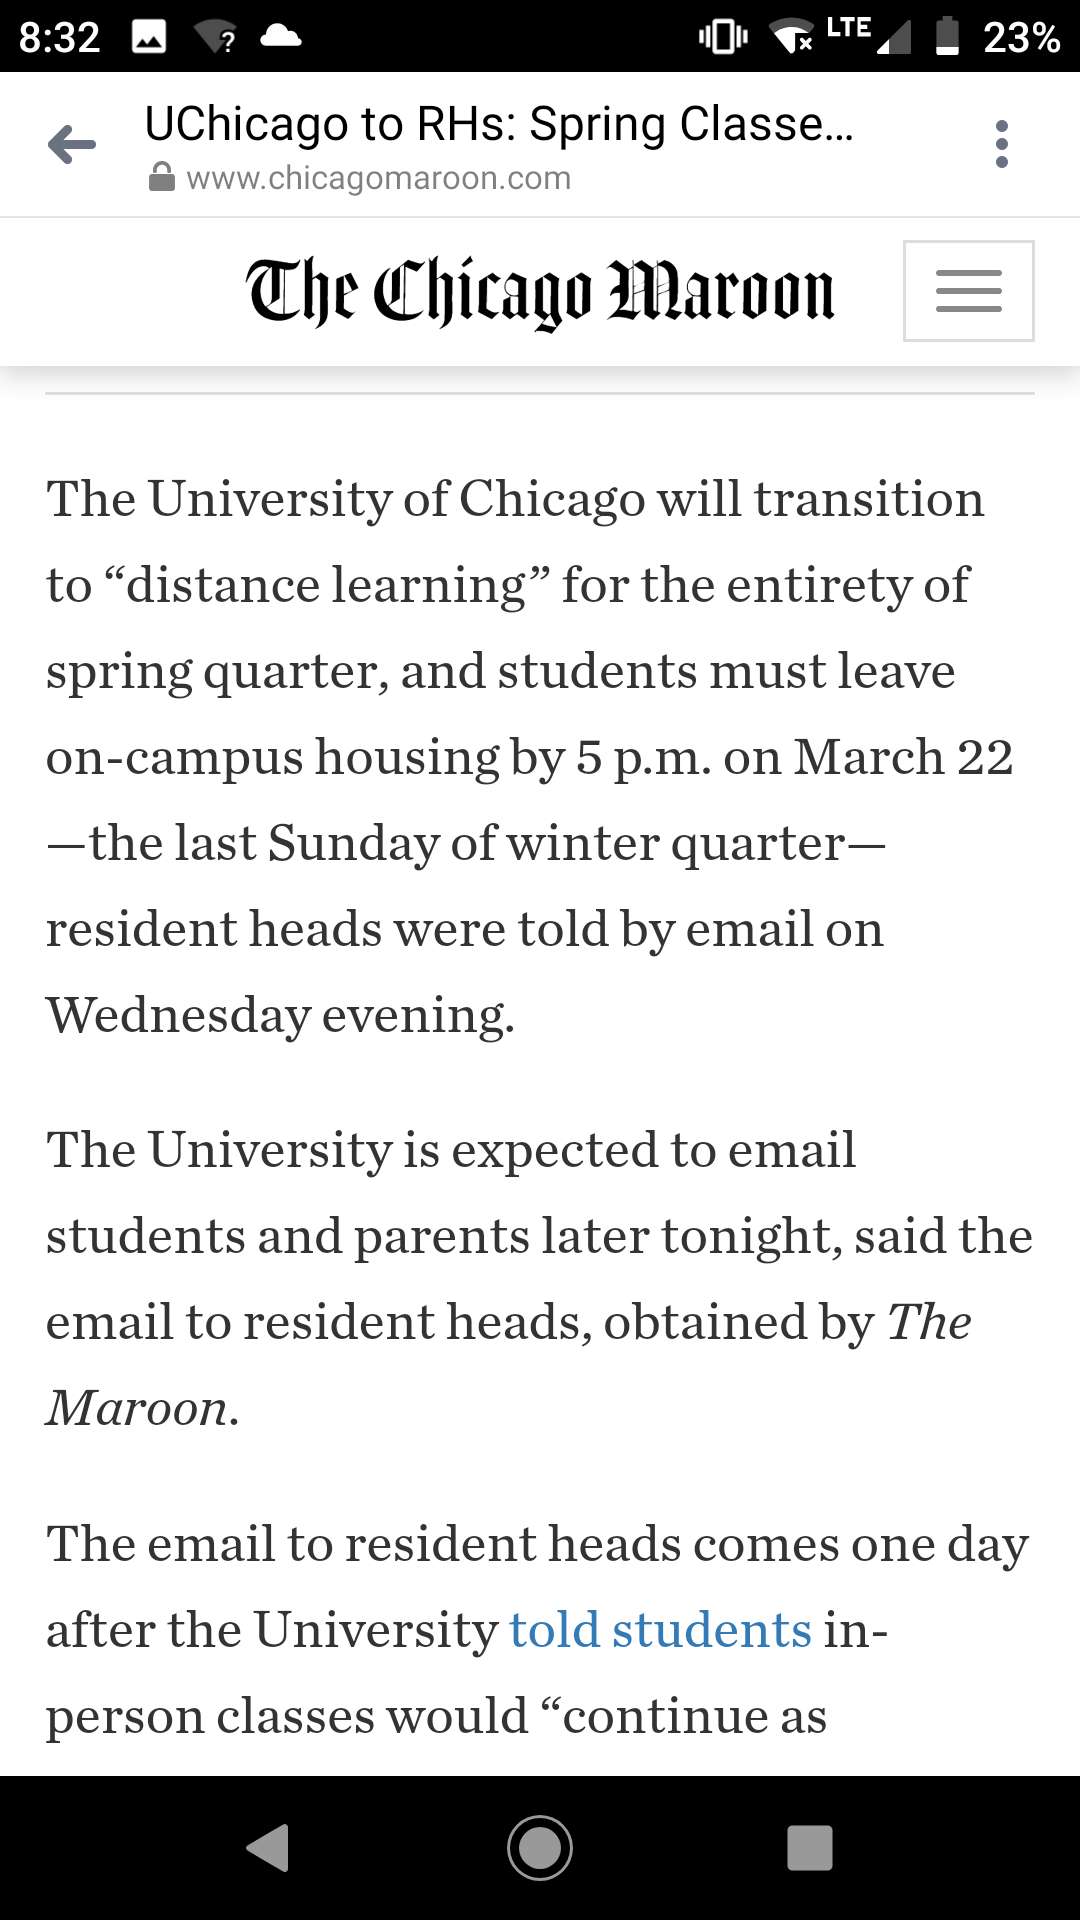 8:32
?
LTE
23%
UChicago to RHs: Spring Classe...
www.chicagomaroon.com
The Chicago Maroon
The University of Chicago will transition
to “distance learning” for the entirety of
spring quarter, and students must leave
on-campus housing by 5 p.m. on March 22
—the last Sunday of winter quarter—
resident heads were told by email on
Wednesday evening.
The University is expected to email
students and parents later tonight, said the
email to resident heads, obtained by The
Maroon.
The email to resident heads comes one day
after the University told students in-
person classes would “continue as